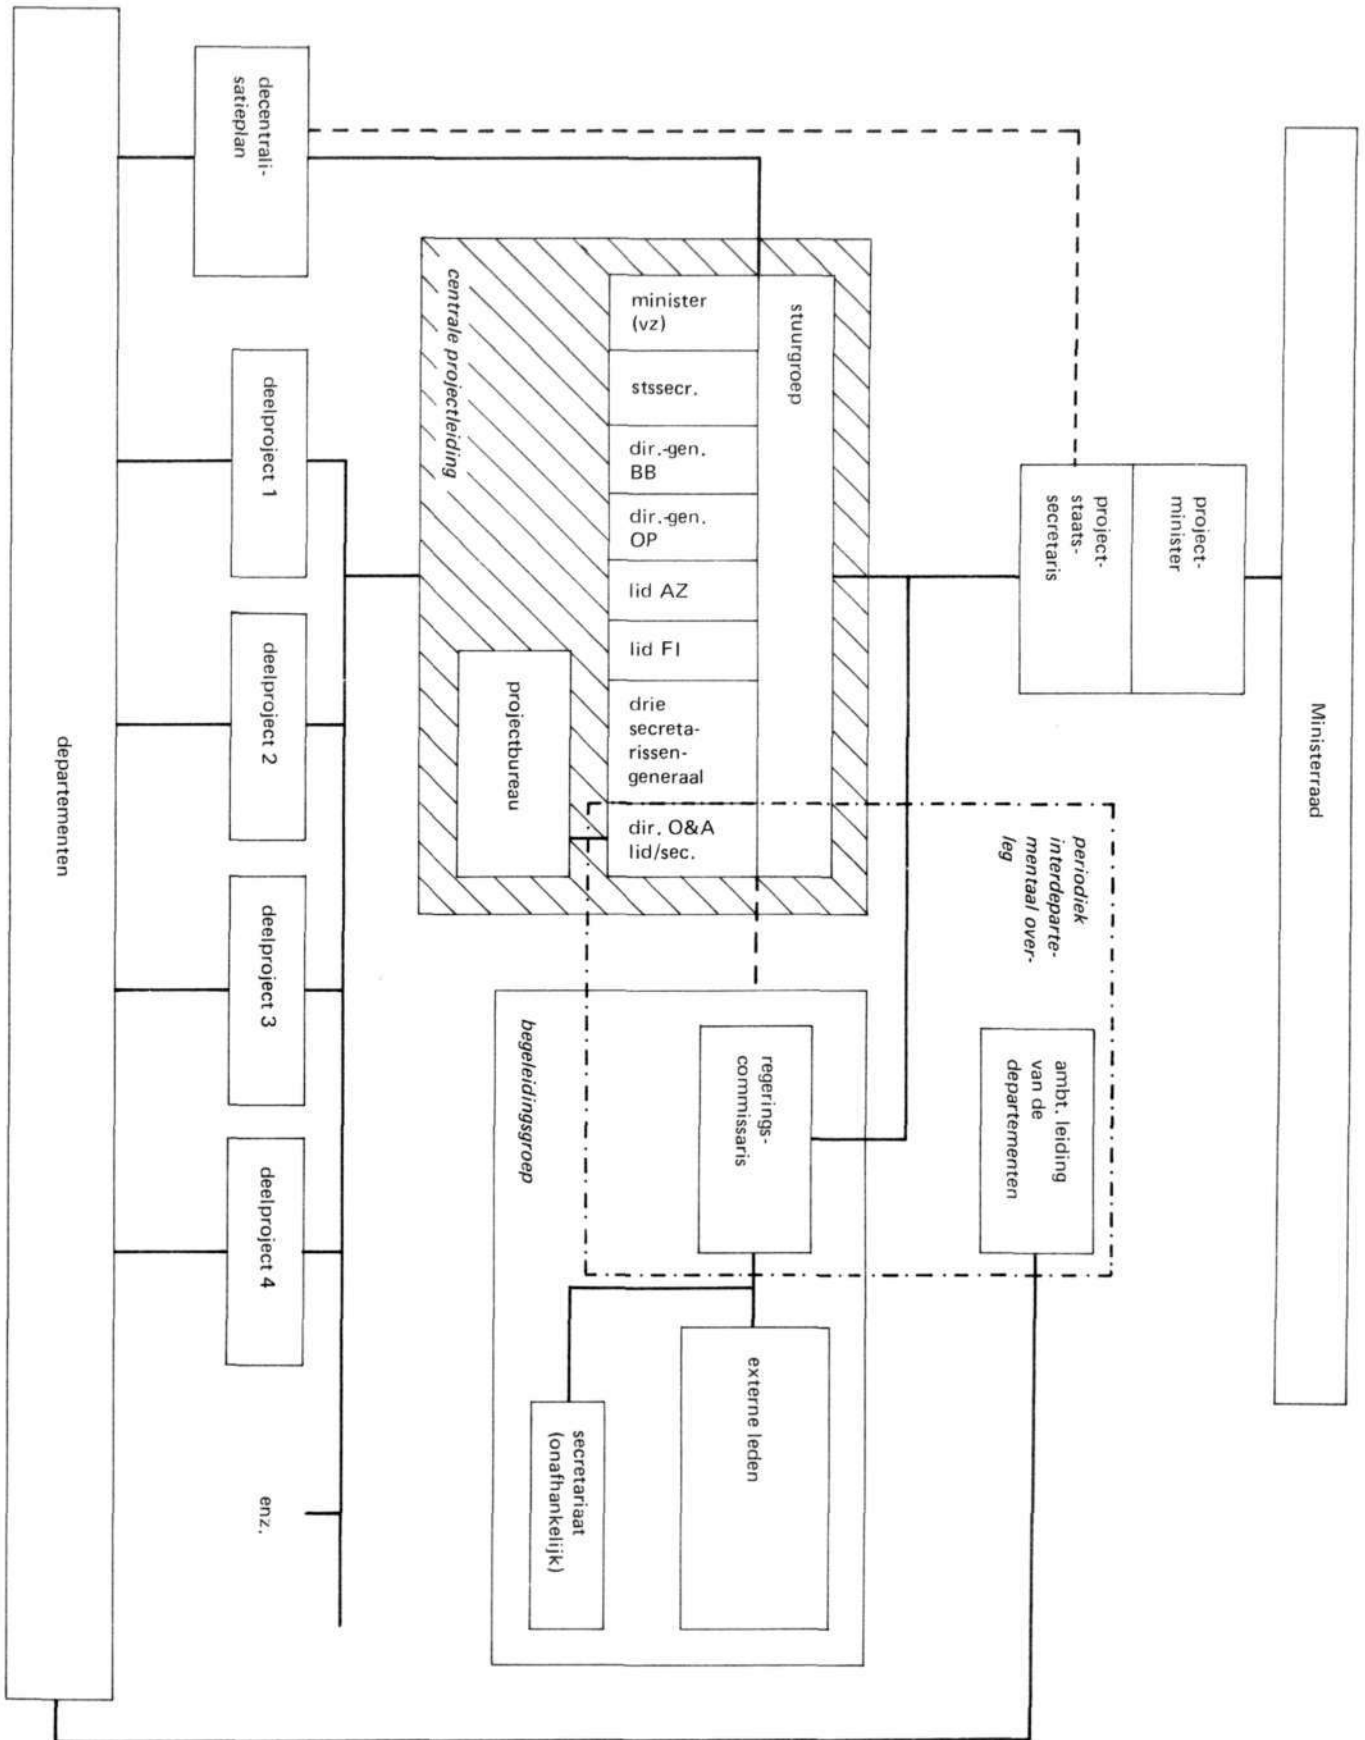 Ministerraad
project-
minister
project-
staats-
secretaris
periodiek
interdeparte-
mentaal over-
leg
ambt. leiding
van de
departementen
stuurgroep
minister
(vz)
stssecr.
dir.-gen.
BB
dir.-gen.
OP
lid AZ
lid FI
drie
secreta-
rissen-
generaal
dir. O&A
lid/sec.
centrale projectleiding
projectbureau
regerings-
commissaris
externe leden
begeleidingsgroep
secretariaat
(onafhankelijk)
decentrali-
satieplan
deelproject 1
deelproject 2
deelproject 3
deelproject 4
enz.
departementen